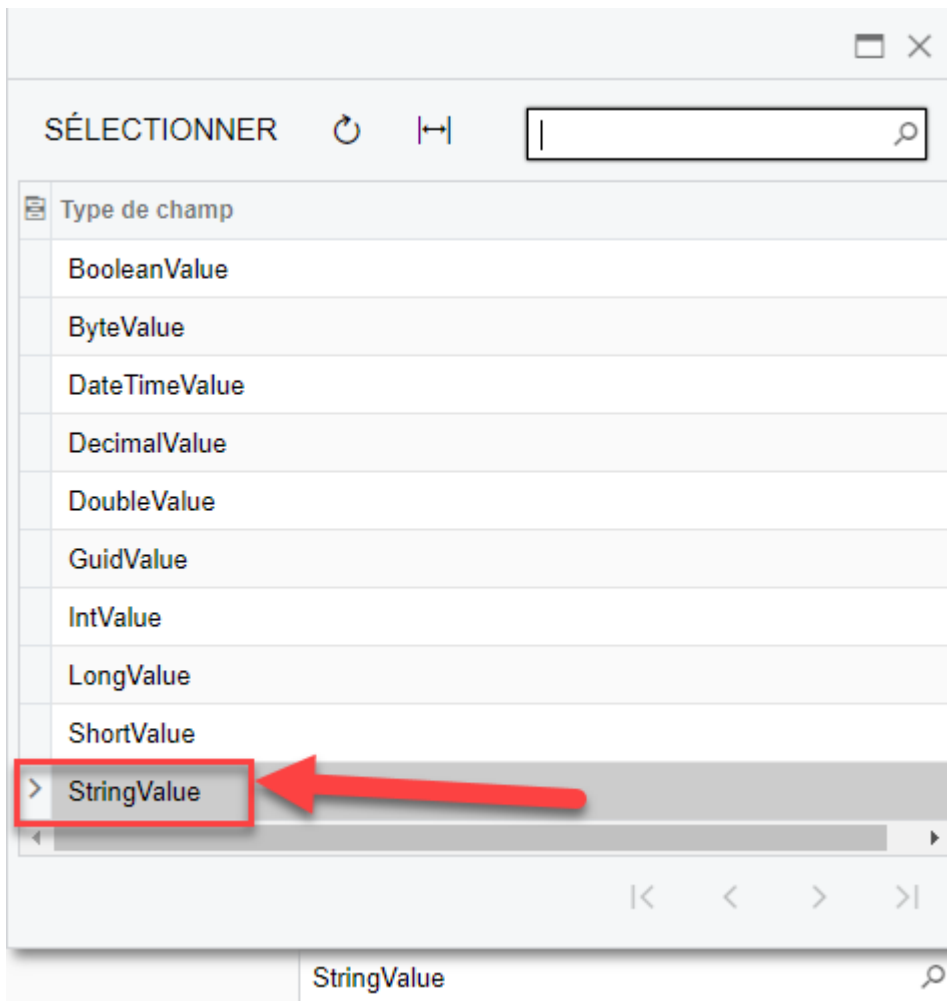 SÉLECTIONNER
Type de champ
BooleanValue
ByteValue
DateTimeValue
DecimalValue
DoubleValue
GuidValue
IntValue
LongValue
ShortValue
StringValue
StringValue